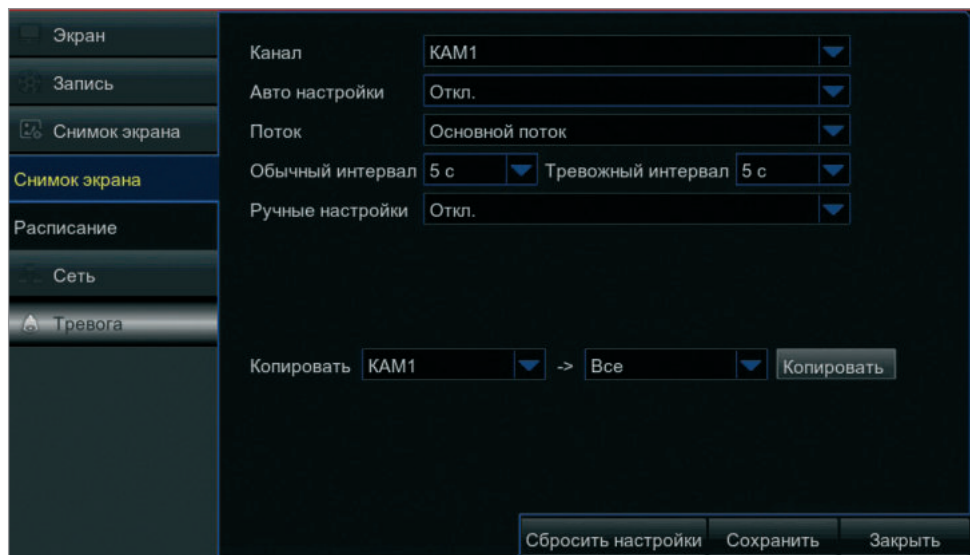 Экран
Запись
Снимок экрана
Снимок экрана
Расписание
Сеть
Тревога
Канал КАМ1
Авто настройки Откл.
Поток Основной поток
Обычный интервал 5 с Тревожный интервал 5 с
Ручные настройки Откл.
Копировать КАМ1 -> Все Копировать
Сбросить настройки Сохранить Закрыть